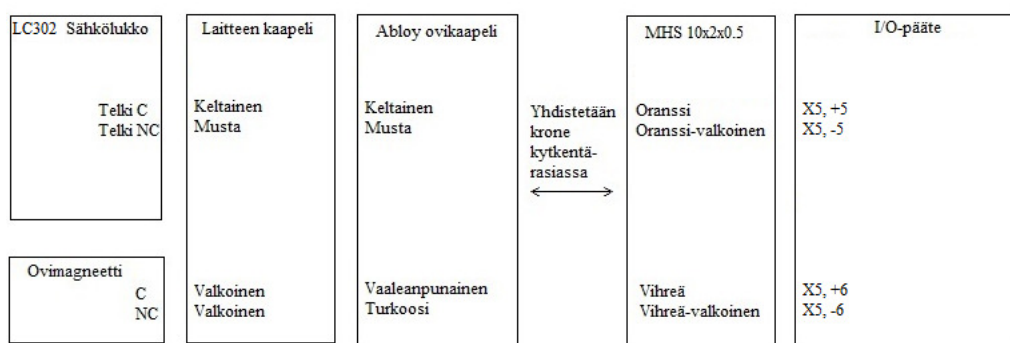 LC302 Sähkölukko
Telki C
Telki NC
Ovimagneetti
C
NC
Laitteen kaapeli
Keltainen
Musta
Valkoinen
Valkoinen
Abloy ovikaapeli
Keltainen
Musta
Vaaleanpunainen
Turkoosi
Yhdistetään
krone
kytkentä-
rasiassa
MHS 10x2x0.5
Oranssi
Oranssi-valkoinen
Vihreä
Vihreä-valkoinen
I/O-pääte
X5, +5
X5, -5
X5, +6
X5, -6